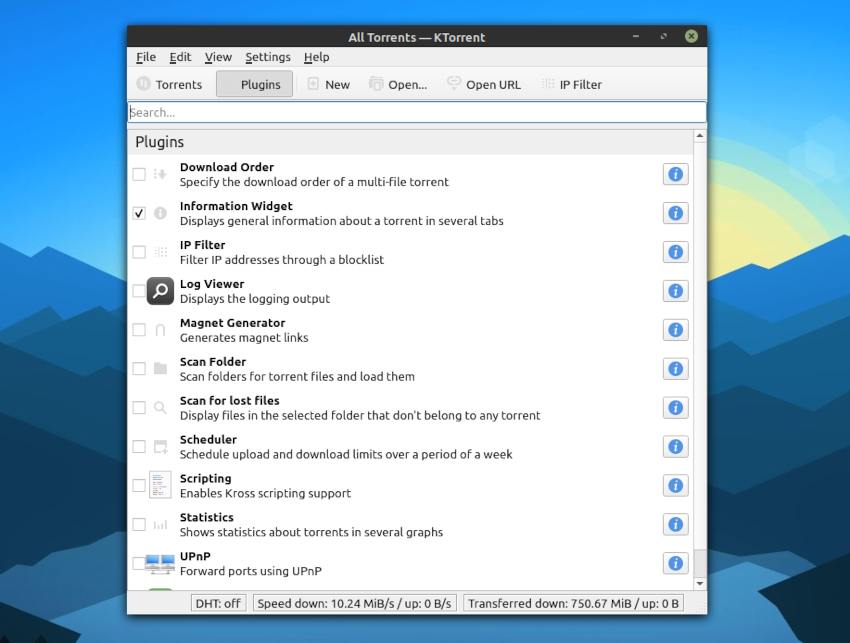 All Torrents — KTorrent
File Edit View Settings Help
Torrents Plugins New Open... Open URL IP Filter
Search...
Plugins
Download Order
Specify the download order of a multi-file torrent
Information Widget
Displays general information about a torrent in several tabs
IP Filter
Filter IP addresses through a blocklist
Log Viewer
Displays the logging output
Magnet Generator
Generates magnet links
Scan Folder
Scan folders for torrent files and load them
Scan for lost files
Display files in the selected folder that don't belong to any torrent
Scheduler
Schedule upload and download limits over a period of a week
Scripting
Enables Kross scripting support
Statistics
Shows statistics about torrents in several graphs
UPnP
Forward ports using UPnP
DHT: off Speed down: 10.24 MiB/s / up: 0 B/s Transferred down: 750.67 MiB / up: 0 B